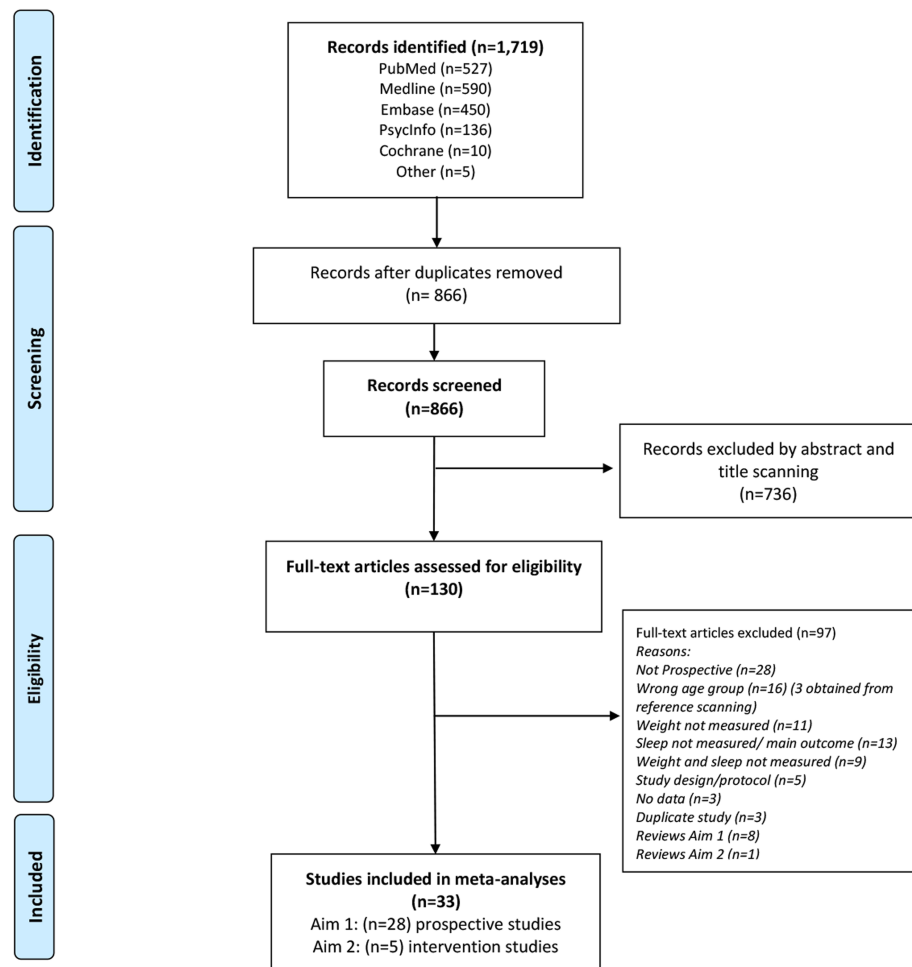 Identification
Records identified (n=1,719)
PubMed (n=527)
Medline (n=590)
Embase (n=450)
PsycInfo (n=136)
Cochrane (n=10)
Other (n=5)
Screening
Records after duplicates removed
(n= 866)
Records screened
(n=866)
Records excluded by abstract and
title scanning
(n=736)
Eligibility
Full-text articles assessed for eligibility
(n=130)
Full-text articles excluded (n=97)
Reasons:
Not Prospective (n=28)
Wrong age group (n=16) (3 obtained from
reference scanning)
Weight not measured (n=11)
Sleep not measured/ main outcome (n=13)
Weight and sleep not measured (n=9)
Study design/protocol (n=5)
No data (n=3)
Duplicate study (n=3)
Reviews Aim 1 (n=8)
Reviews Aim 2 (n=1)
Included
Studies included in meta-analyses
(n=33)
Aim 1: (n=28) prospective studies
Aim 2: (n=5) intervention studies